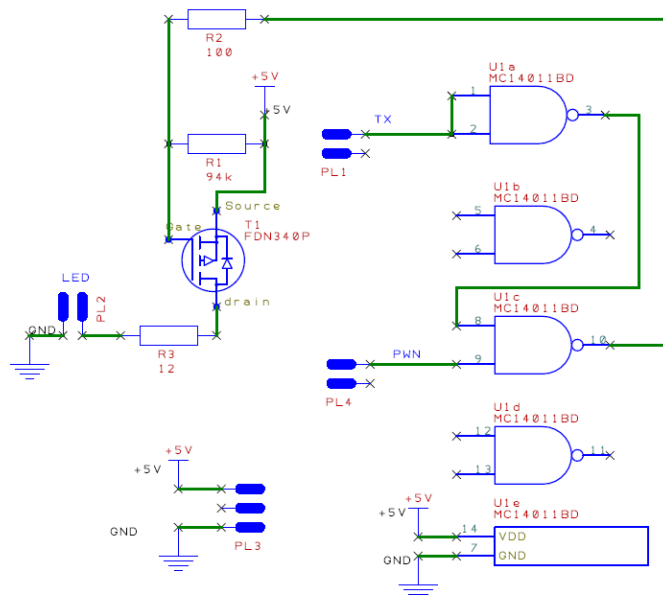 R2
100
+5V
+5V
R1
94k
Source
Gate
T1
FDN340P
drain
LED
PL2
GND
R3
12
TX
PL1
U1a
MC14011BD
1
2
3
U1b
MC14011BD
5
6
4
U1c
MC14011BD
8
9
10
PWN
PL4
U1d
MC14011BD
12
13
11
+5V
+5V
GND
PL3
U1e
MC14011BD
+5V
+5V
14
VDD
7
GND
GND